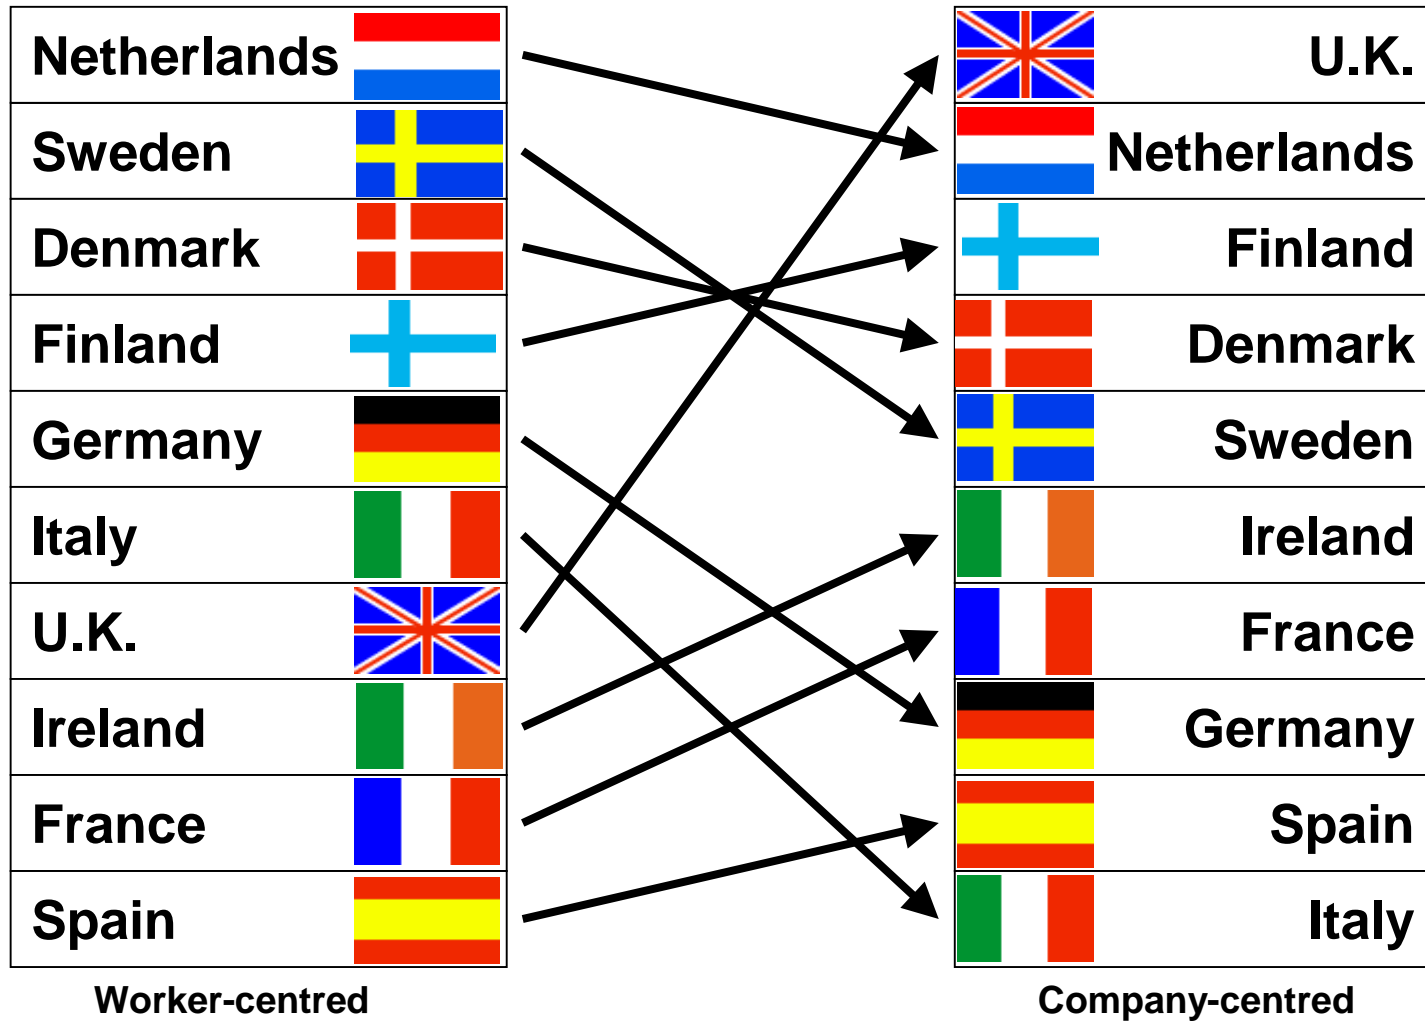 Netherlands
Sweden
Denmark
Finland
Germany
Italy
U.K.
Ireland
France
Spain
Worker-centred
U.K.
Netherlands
Finland
Denmark
Sweden
Ireland
France
Germany
Spain
Italy
Company-centred